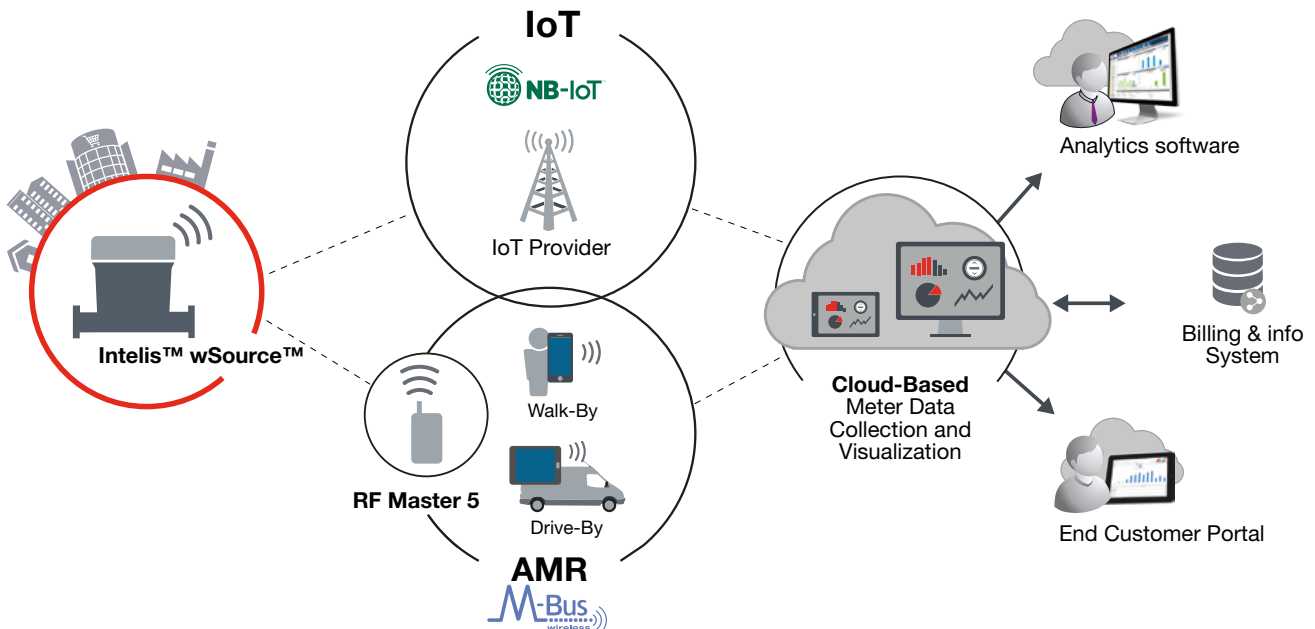 IoT
NB-IoT™
IoT Provider
Intelis™ wSource™
Walk-By
RF Master 5
Drive-By
AMR
M-Bus
wireless
Cloud-Based
Meter Data
Collection and
Visualization
Analytics software
Billing & info
System
End Customer Portal